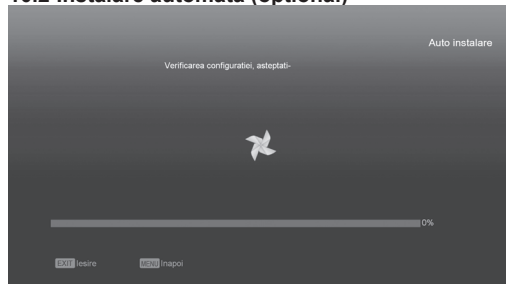 10.2 Instalare automata (optional)
Auto instalare
Verificarea configuratiei, asteptati-
0%
EXIT Iesire MENU Inapoi